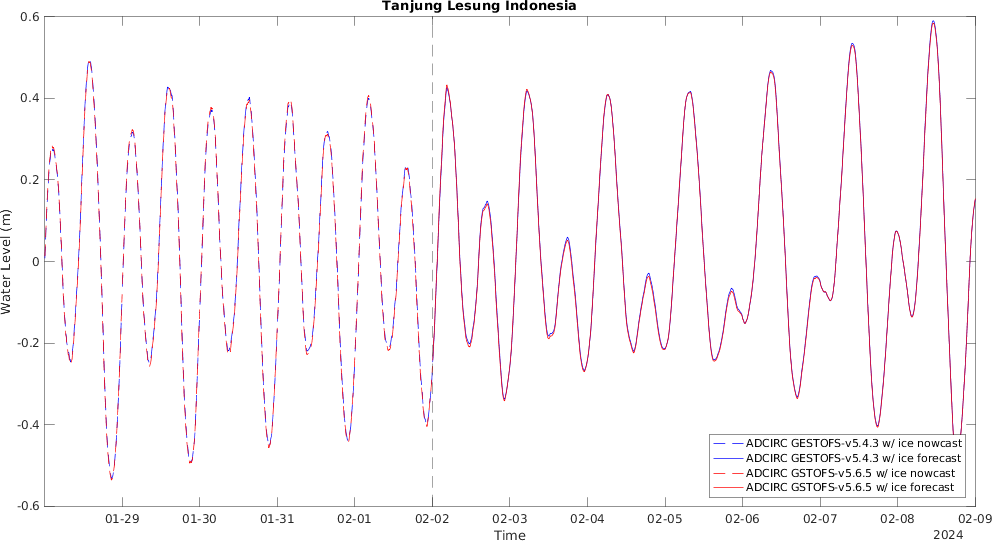 Tanjung Lesung Indonesia
0.6
0.4
0.2
0
-0.2
-0.4
-0.6
Water Level (m)
ADCIRC GESTOFS-v5.4.3 w/ ice nowcast
ADCIRC GESTOFS-v5.4.3 w/ ice forecast
ADCIRC GSTOFS-v5.6.5 w/ ice nowcast
ADCIRC GSTOFS-v5.6.5 w/ ice forecast
01-29 01-30 01-31 02-01 02-02 02-03 02-04 02-05 02-06 02-07 02-08 02-09
Time
2024